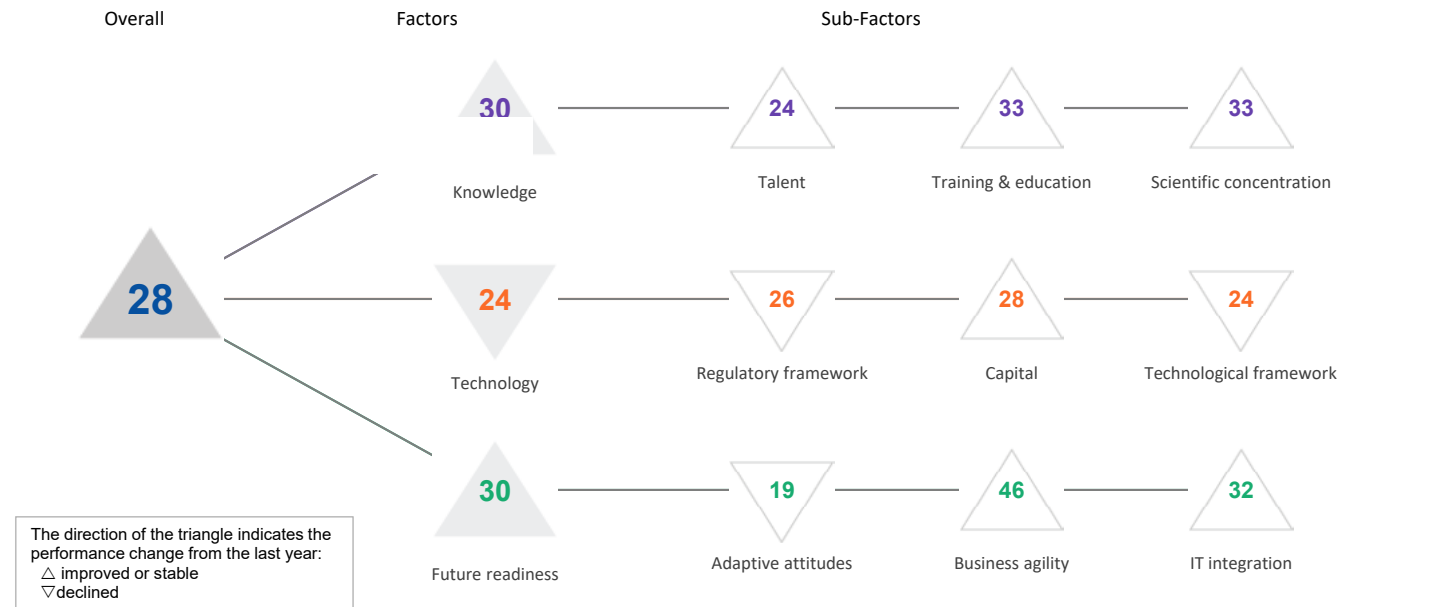 Overall
Factors
Sub-Factors
30
24
33
33
Knowledge
Talent
Training & education
Scientific concentration
28
24
26
28
24
Technology
Regulatory framework
Capital
Technological framework
30
19
46
32
Future readiness
Adaptive attitudes
Business agility
IT integration
The direction of the triangle indicates the
performance change from the last year:
△ improved or stable
▽declined